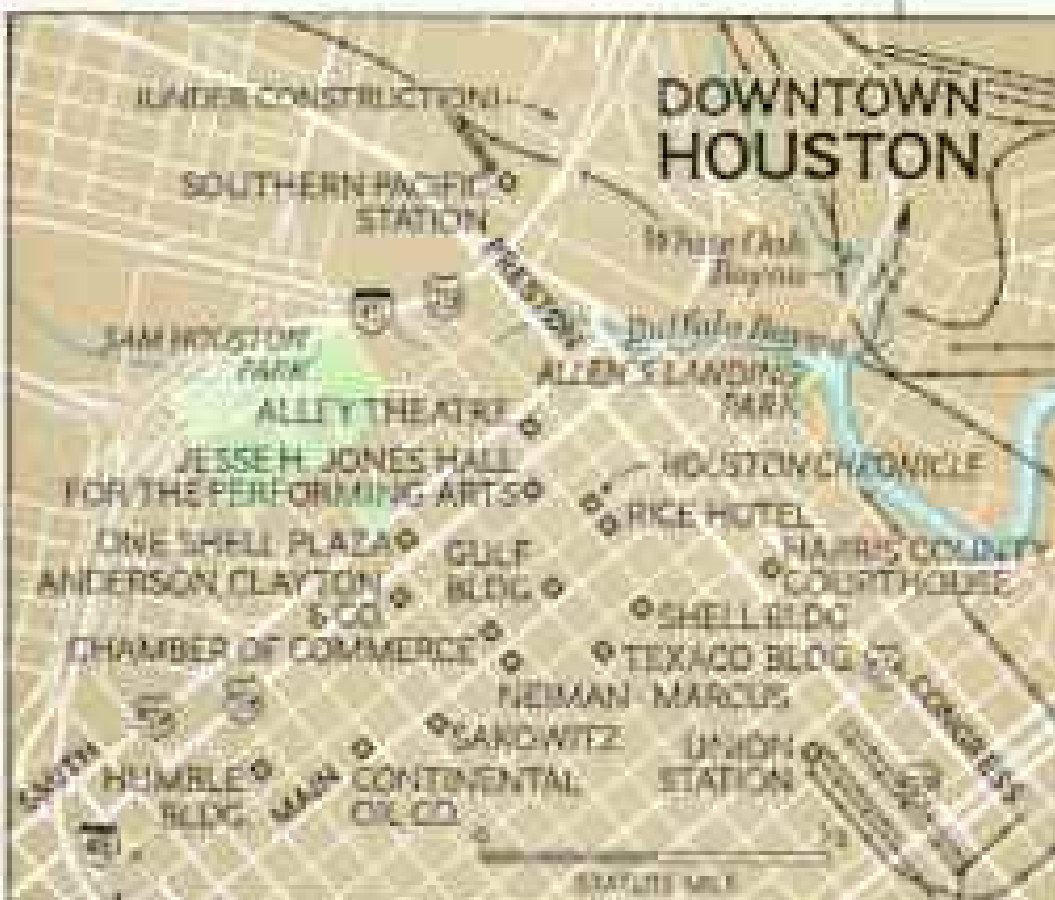 (UNDER CONSTRUCTION)
DOWNTOWN
HOUSTON
SOUTHERN PACIFIC
STATION
PRESTON
White Oak
Bayou
Buffalo Bayou
SAM HOUSTON
PARK
ALLEN'S LANDING
PARK
ALLEY THEATRE
JESSE H. JONES HALL
FOR THE PERFORMING ARTS
HOUSTON CHRONICLE
RICE HOTEL
ONE SHELL PLAZA
GULF
BLDG
HARRIS COUNTY
COURTHOUSE
ANDERSON CLAYTON
& CO.
SHELL BLDG
CHAMBER OF COMMERCE
TEXACO BLDG
NEIMAN-MARCUS
CONGRESS
SAKOWITZ
UNION
STATION
SOUTH
MAIN
HUMBLE
BLDG.
CONTINENTAL
OIL CO.
0
STATUTE MILE